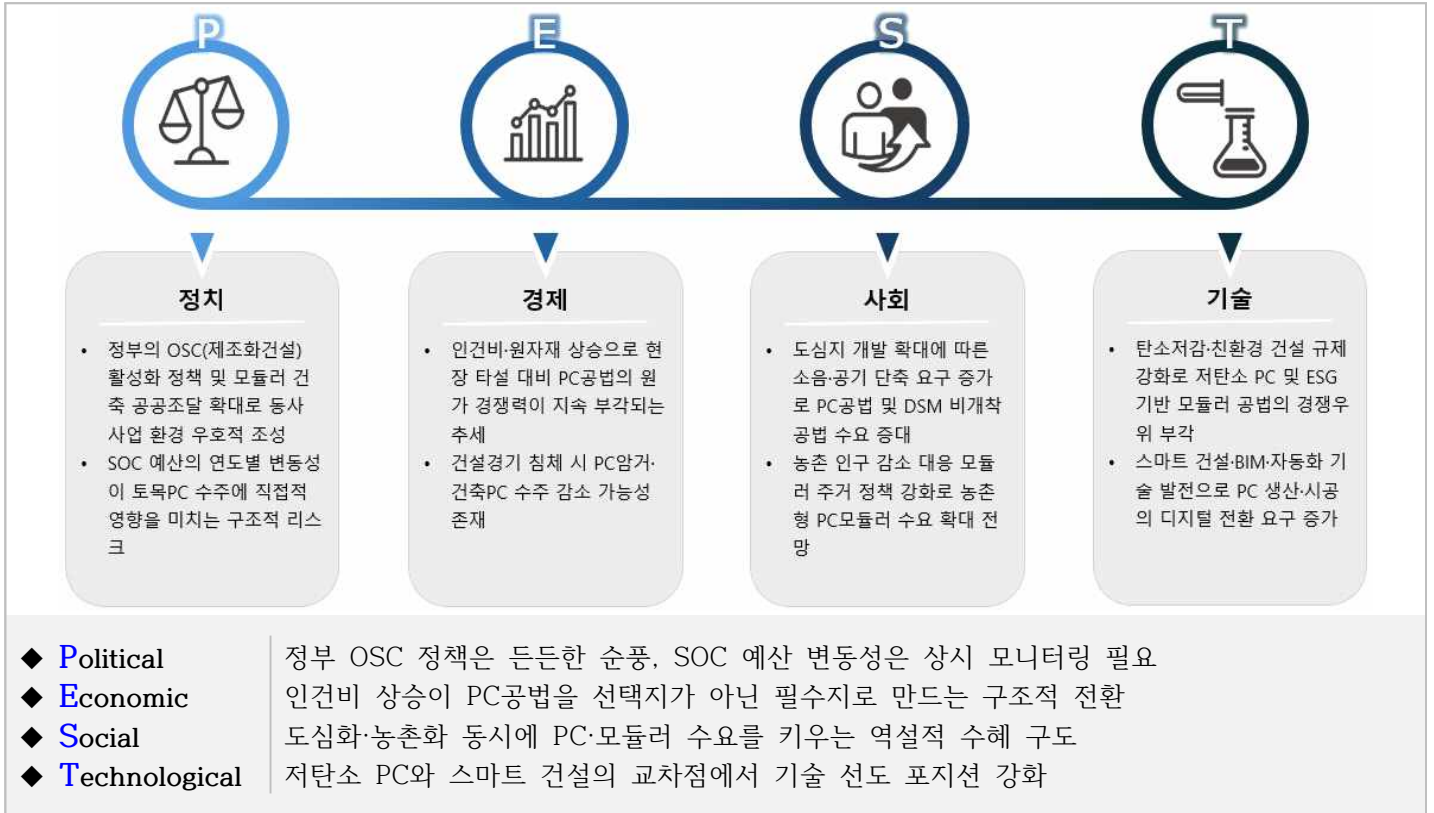 P
E
S
T
정치
• 정부의 OSC(제조화건설)
활성화 정책 및 모듈러 건
축 공공조달 확대로 동사
사업 환경 우호적 조성
• SOC 예산의 연도별 변동성
이 토목PC 수주에 직접적
영향을 미치는 구조적 리스
크
경제
• 인건비·원자재 상승으로 현
장 타설 대비 PC공법의 원
가 경쟁력이 지속 부각되는
추세
• 건설경기 침체 시 PC암거·
건축PC 수주 감소 가능성
존재
사회
• 도심지 개발 확대에 따른
소음·공기 단축 요구 증가
로 PC공법 및 DSM 비개착
공법 수요 증대
• 농촌 인구 감소 대응 모듈
러 주거 정책 강화로 농촌
형 PC모듈러 수요 확대 전
망
기술
• 탄소저감·친환경 건설 규제
강화로 저탄소 PC 및 ESG
기반 모듈러 공법의 경쟁우
위 부각
• 스마트 건설·BIM·자동화 기
술 발전으로 PC 생산·시공
의 디지털 전환 요구 증가
◆ Political 정부 OSC 정책은 든든한 순풍, SOC 예산 변동성은 상시 모니터링 필요
◆ Economic 인건비 상승이 PC공법을 선택지가 아닌 필수지로 만드는 구조적 전환
◆ Social 도심화·농촌화 동시에 PC·모듈러 수요를 키우는 역설적 수혜 구도
◆ Technological 저탄소 PC와 스마트 건설의 교차점에서 기술 선도 포지션 강화